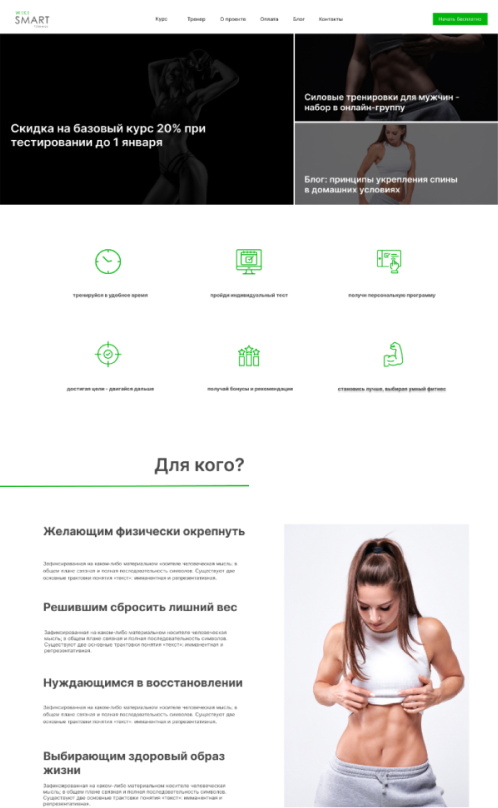 SMART
Курс
Тренер
О проекте
Оплата
Блог
Контакты
Начать бесплатно
Скидка на базовый курс 20% при
тестировании до 1 января
Силовые тренировки для мужчин -
набор в онлайн-группу
Блог: принципы укрепления спины
в домашних условиях
тренируйся в удобное время
пройди индивидуальный тест
получи персональную программу
достигай цели - двигайся дальше
получай бонусы и рекомендации
становись лучше, выбирая умный фитнес
Для кого?
Желающим физически окрепнуть
Зафиксированная на каком-либо материальном носителе человеческая мысль; в
общем плане связная и полная последовательность символов. Существуют две
основные трактовки понятия «текст»: имманентная и репрезентативная.
Решившим сбросить лишний вес
Зафиксированная на каком-либо материальном носителе человеческая
мысль; в общем плане связная и полная последовательность символов.
Существуют две основные трактовки понятия «текст»: имманентная и
репрезентативная.
Нуждающимся в восстановлении
Зафиксированная на каком-либо материальном носителе человеческая мысль; в
общем плане связная и полная последовательность символов. Существуют две
основные трактовки понятия «текст»: имманентная и репрезентативная.
Выбирающим здоровый образ
жизни
Зафиксированная на каком-либо материальном носителе человеческая
мысль; в общем плане связная и полная последовательность символов.
Существуют две основные трактовки понятия «текст»: имманентная и
репрезентативная.